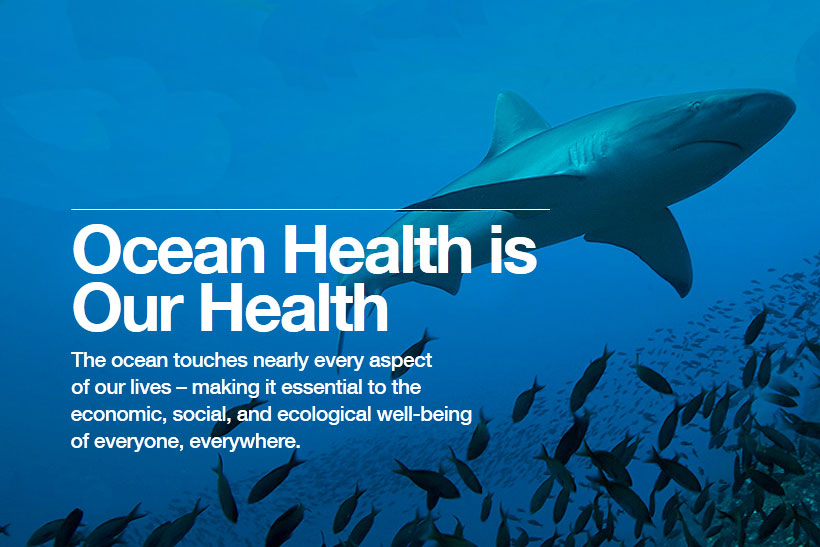 Ocean Health is
Our Health
The ocean touches nearly every aspect
of our lives – making it essential to the
economic, social, and ecological well-being
of everyone, everywhere.